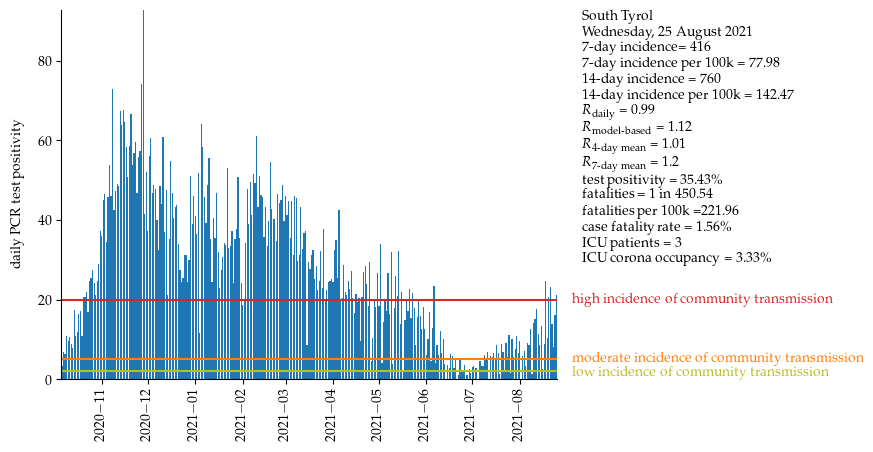 South Tyrol
Wednesday, 25 August 2021
7-day incidence= 416
7-day incidence per 100k = 77.98
14-day incidence = 760
14-day incidence per 100k = 142.47
R daily = 0.99
R model-based = 1.12
R 4-day mean = 1.01
R 7-day mean = 1.2
test positivity = 35.43%
fatalities = 1 in 450.54
fatalities per 100k =221.96
case fatality rate = 1.56%
ICU patients = 3
ICU corona occupancy = 3.33%
daily PCR test positivity
80
60
40
20
0
high incidence of community transmission
moderate incidence of community transmission
low incidence of community transmission
2020−11
2020−12
2021−01
2021−02
2021−03
2021−04
2021−05
2021−06
2021−07
2021−08